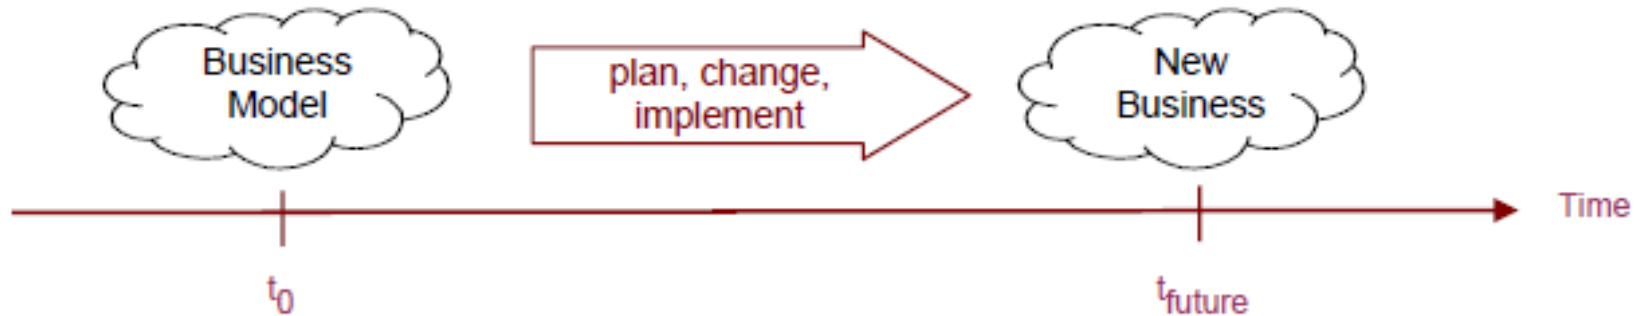 Business
Model
plan, change,
implement
New
Business
Time
t0
tfuture